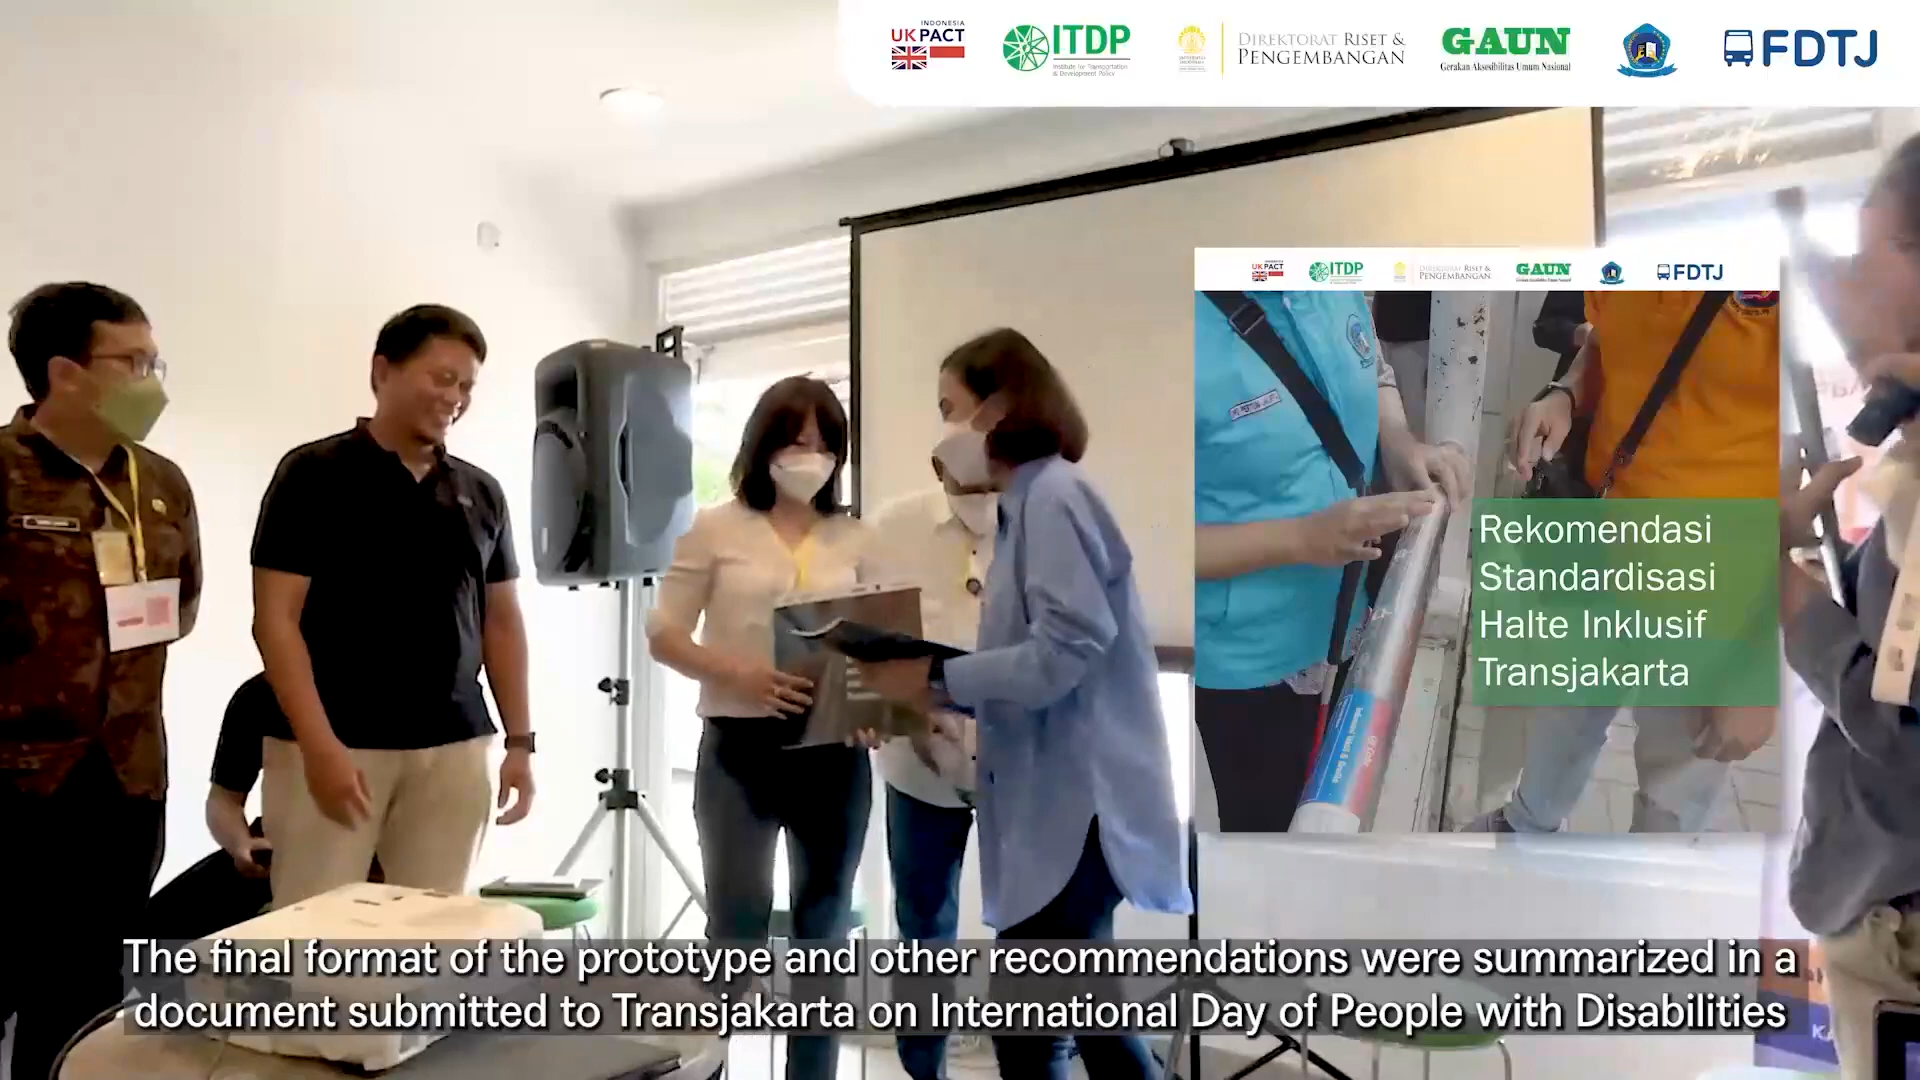 INDONESIA
UK PACT
ITDP
Institute for Transportation
& Development Policy
DIREKTORAT RISET &
PENGEMBANGAN
GAUN
Gerakan Aksesibilitas Umum Nasional
FDTJ
UK PACT
ITDP
DIREKTORAT RISET &
PENGEMBANGAN
GAUN
FDTJ
Rekomendasi
Standardisasi
Halte Inklusif
Transjakarta
The final format of the prototype and other recommendations were summarized in a
document submitted to Transjakarta on International Day of People with Disabilities